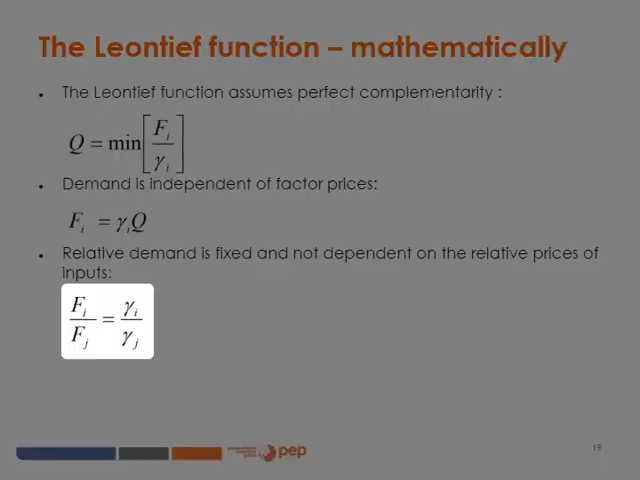 The Leontief function – mathematically
• The Leontief function assumes perfect complementarity :
Q = min[F_i / γ_i]
• Demand is independent of factor prices:
F_i = γ_i Q
• Relative demand is fixed and not dependent on the relative prices of
inputs:
F_i / F_j = γ_i / γ_j
pep
19